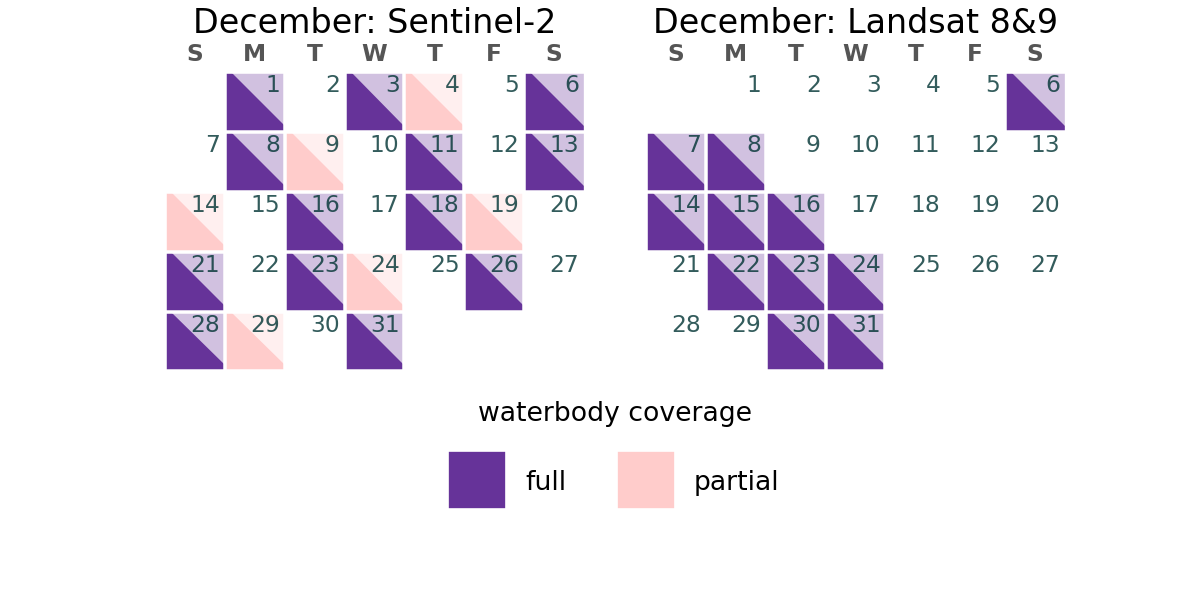 December: Sentinel-2
S M T W T F S
1 2 3 4 5 6
7 8 9 10 11 12 13
14 15 16 17 18 19 20
21 22 23 24 25 26 27
28 29 30 31
December: Landsat 8&9
S M T W T F S
1 2 3 4 5 6
7 8 9 10 11 12 13
14 15 16 17 18 19 20
21 22 23 24 25 26 27
28 29 30 31
waterbody coverage
full partial